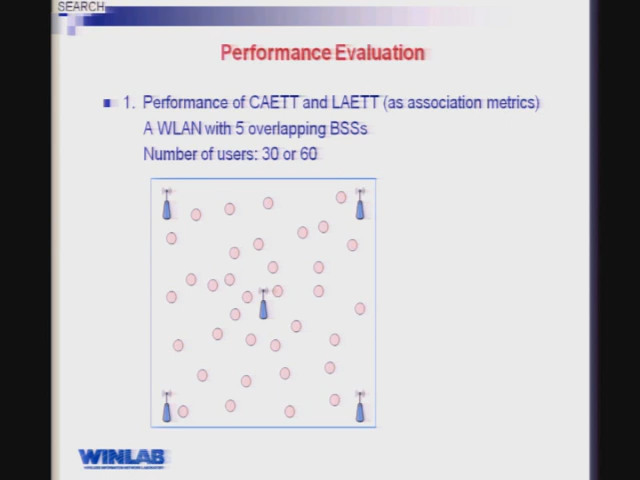 SEARCH
Performance Evaluation
1. Performance of CAETT and LAETT (as association metrics)
A WLAN with 5 overlapping BSSs
Number of users: 30 or 60
WINLAB